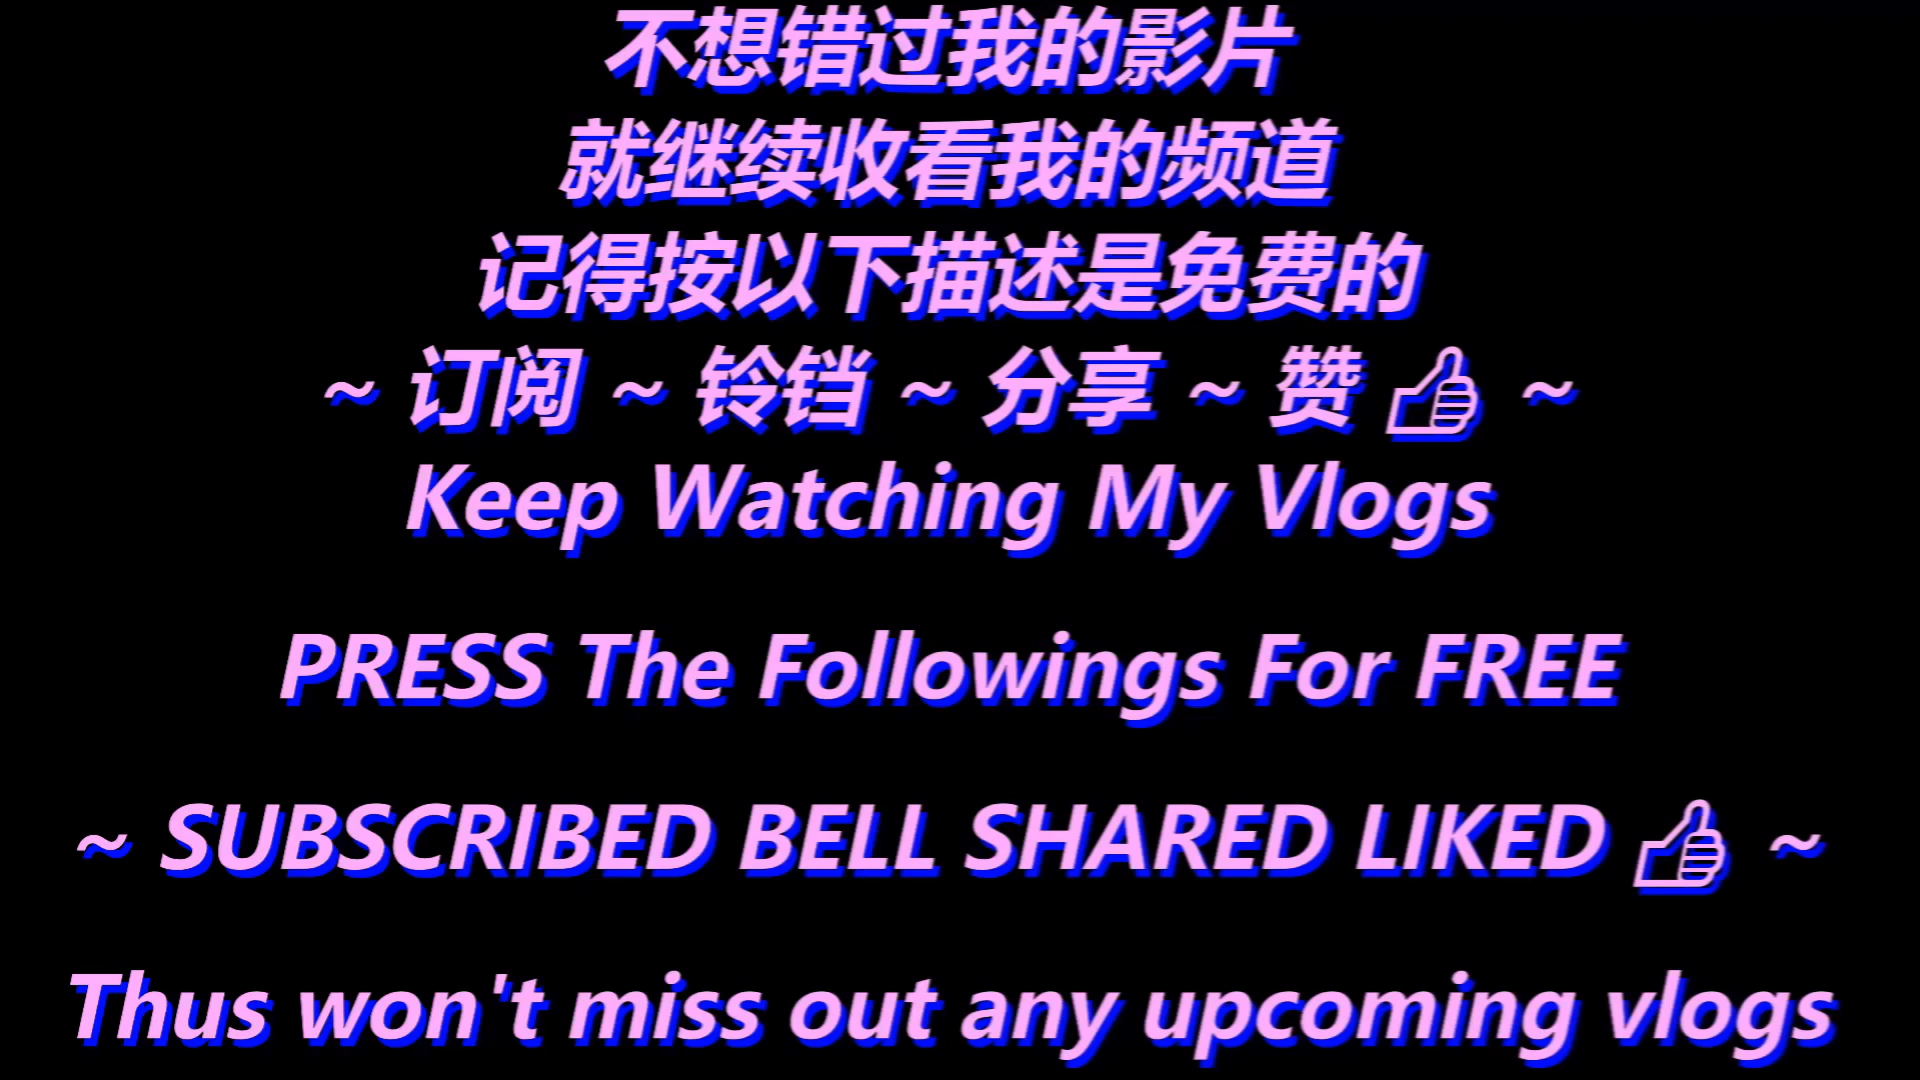 不想错过我的影片
就继续收看我的频道
记得按以下描述是免费的
~ 订阅 ~ 铃铛 ~ 分享 ~ 赞 👍 ~
Keep Watching My Vlogs
PRESS The Followings For FREE
~ SUBSCRIBED BELL SHARED LIKED 👍 ~
Thus won't miss out any upcoming vlogs